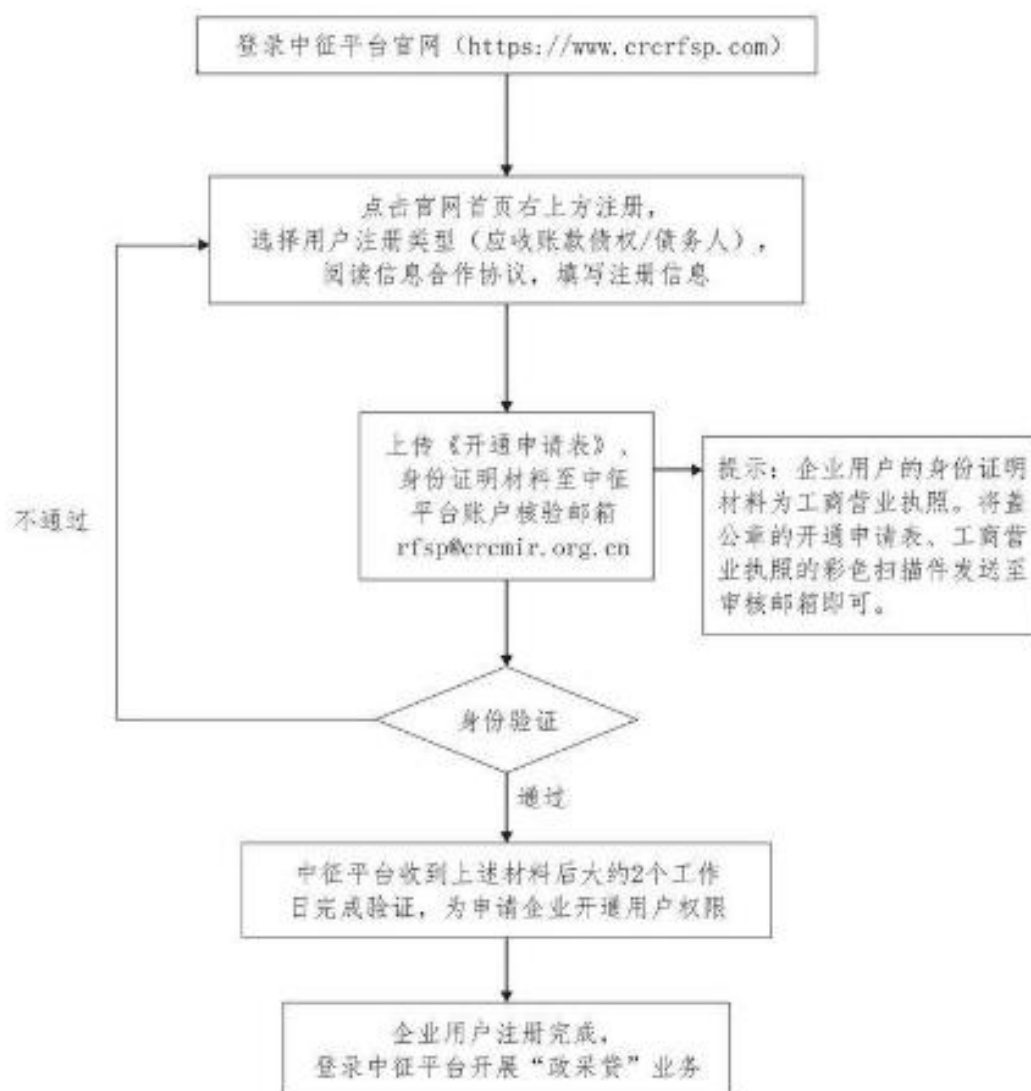 登录中征平台官网（https://www.crcrfsp.com）
点击官网首页右上方注册，
选择用户注册类型（应收账款债权/债务人），
阅读信息合作协议，填写注册信息
上传《开通申请表》、
身份证明材料至中征
平台账户核验邮箱
rfsp@crcmir.org.cn
提示：企业用户的身份证明
材料为工商营业执照。将盖
公章的开通申请表、工商营
业执照的彩色扫描件发送至
审核邮箱即可。
不通过
身份验证
通过
中征平台收到上述材料后大约2个工作
日完成验证，为申请企业开通用户权限
企业用户注册完成，
登录中征平台开展“政采贷”业务